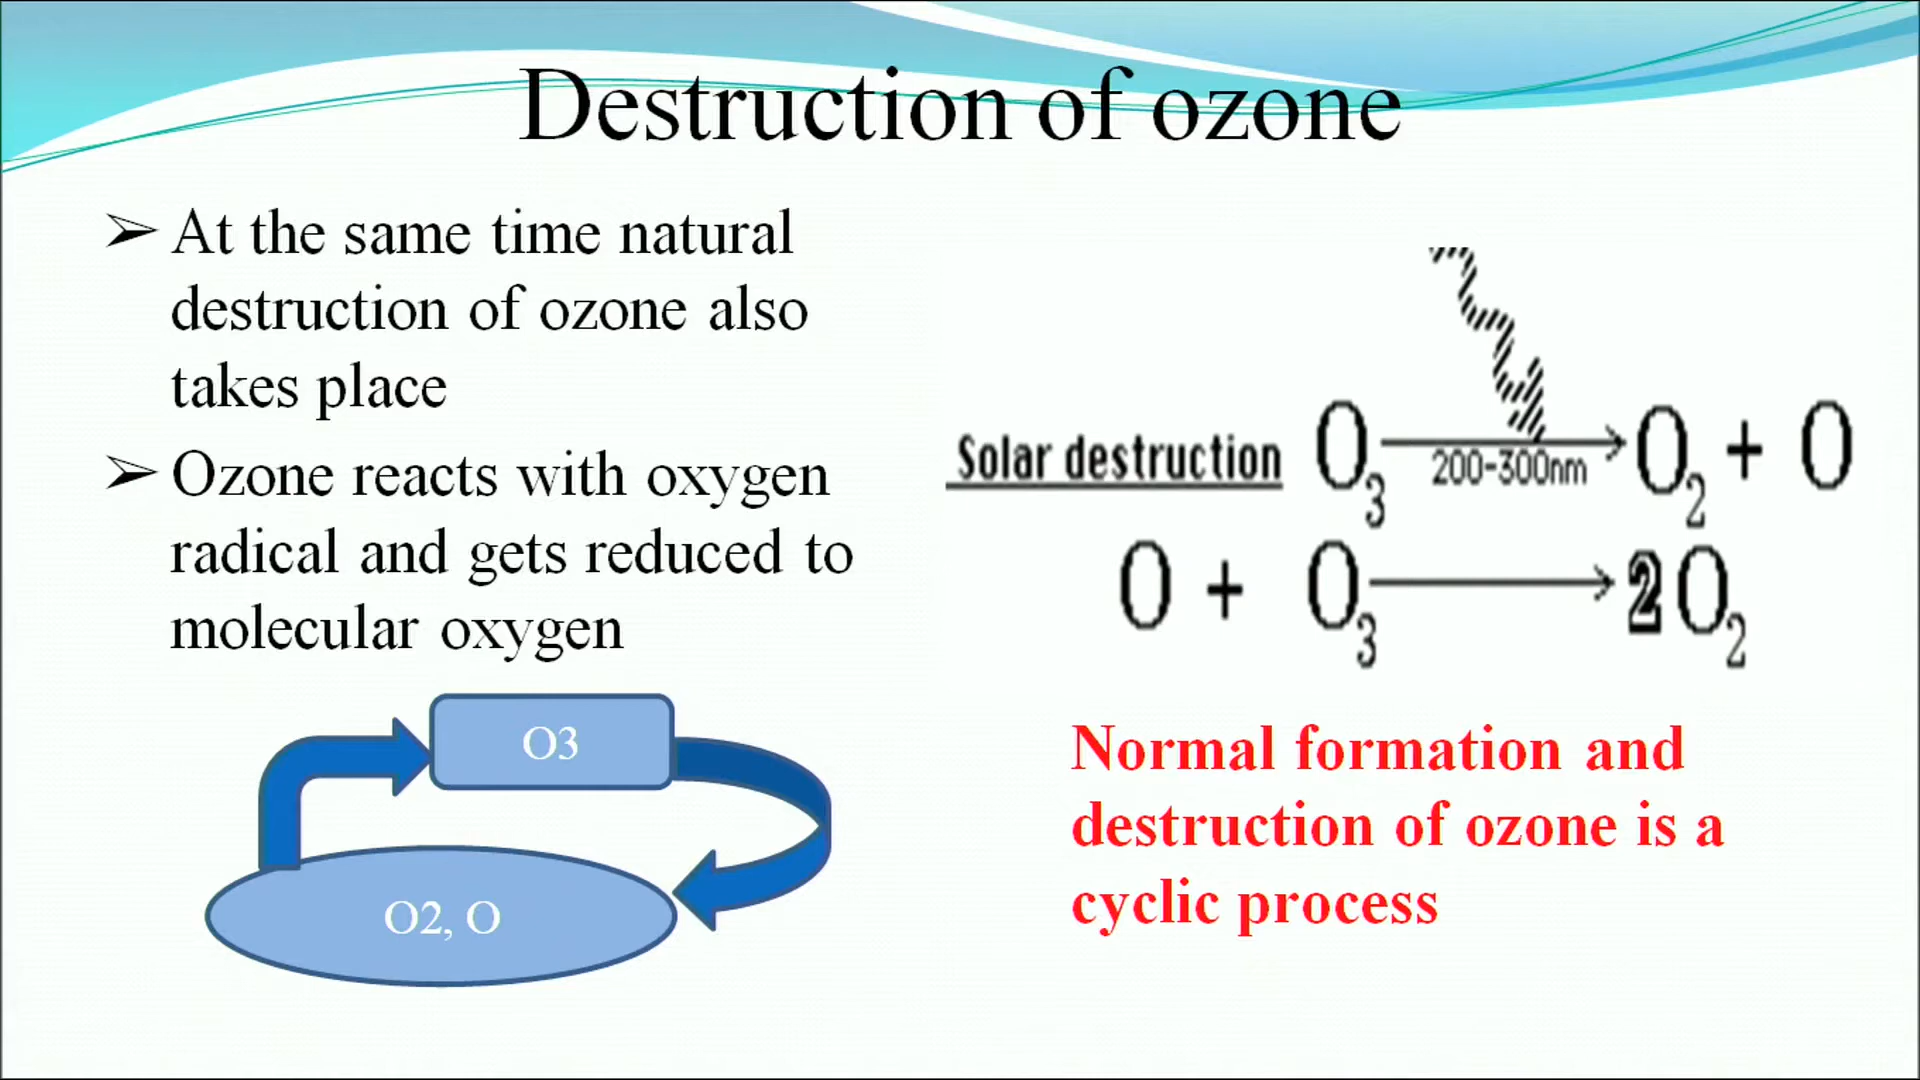 Destruction of ozone
➢ At the same time natural
destruction of ozone also
takes place
➢ Ozone reacts with oxygen
radical and gets reduced to
molecular oxygen
O3
O2, O
Solar destruction O₃ → O₂ + O
200-300nm
O + O₃ → 2O₂
Normal formation and
destruction of ozone is a
cyclic process